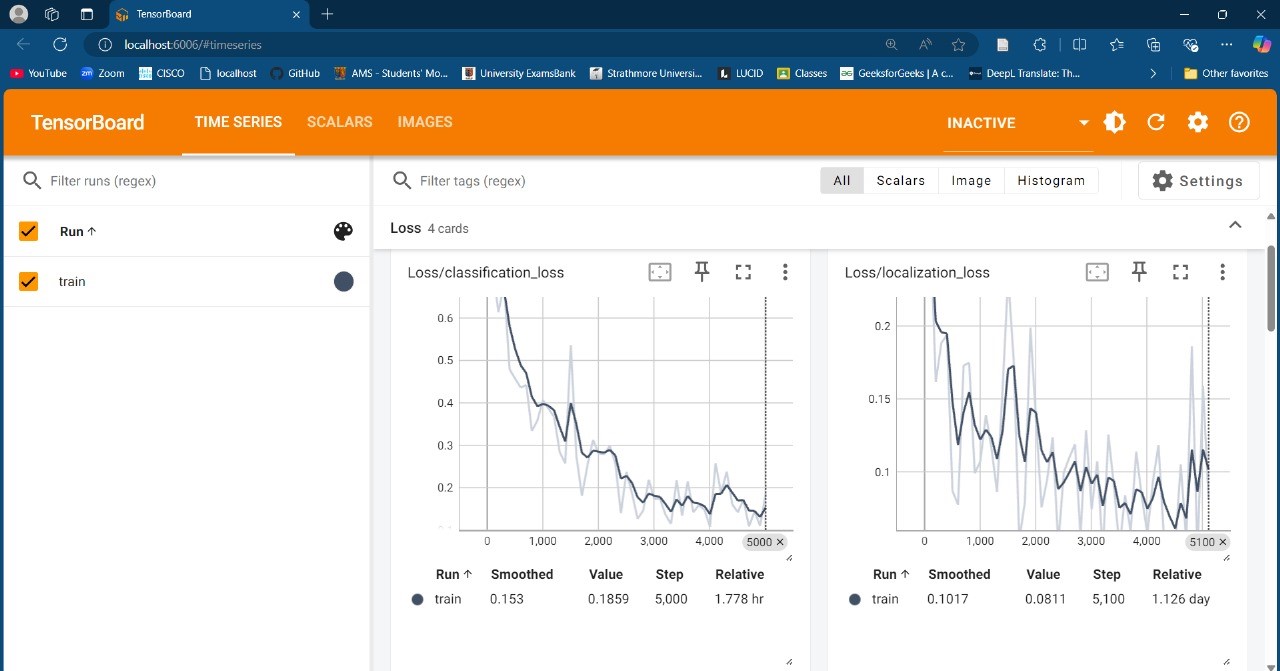 TensorBoard
localhost:6006/#timeseries
YouTube Zoom CISCO localhost GitHub AMS - Students' Mo... University ExamsBank Strathmore Universi... LUCID Classes GeeksforGeeks | A c... DeepL Translate: Th... Other favorites
TensorBoard TIME SERIES SCALARS IMAGES INACTIVE
Filter runs (regex)
Run ↑
train
Filter tags (regex) All Scalars Image Histogram Settings
Loss 4 cards
Loss/classification_loss
0.6
0.5
0.4
0.3
0.2
0 1,000 2,000 3,000 4,000 5000 ×
Run ↑ Smoothed Value Step Relative
train 0.153 0.1859 5,000 1.778 hr
Loss/localization_loss
0.2
0.15
0.1
0 1,000 2,000 3,000 4,000 5100 ×
Run ↑ Smoothed Value Step Relative
train 0.1017 0.0811 5,100 1.126 day